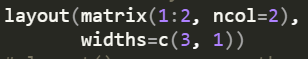 layout(matrix(1:2, ncol=2),
       widths=c(3, 1))